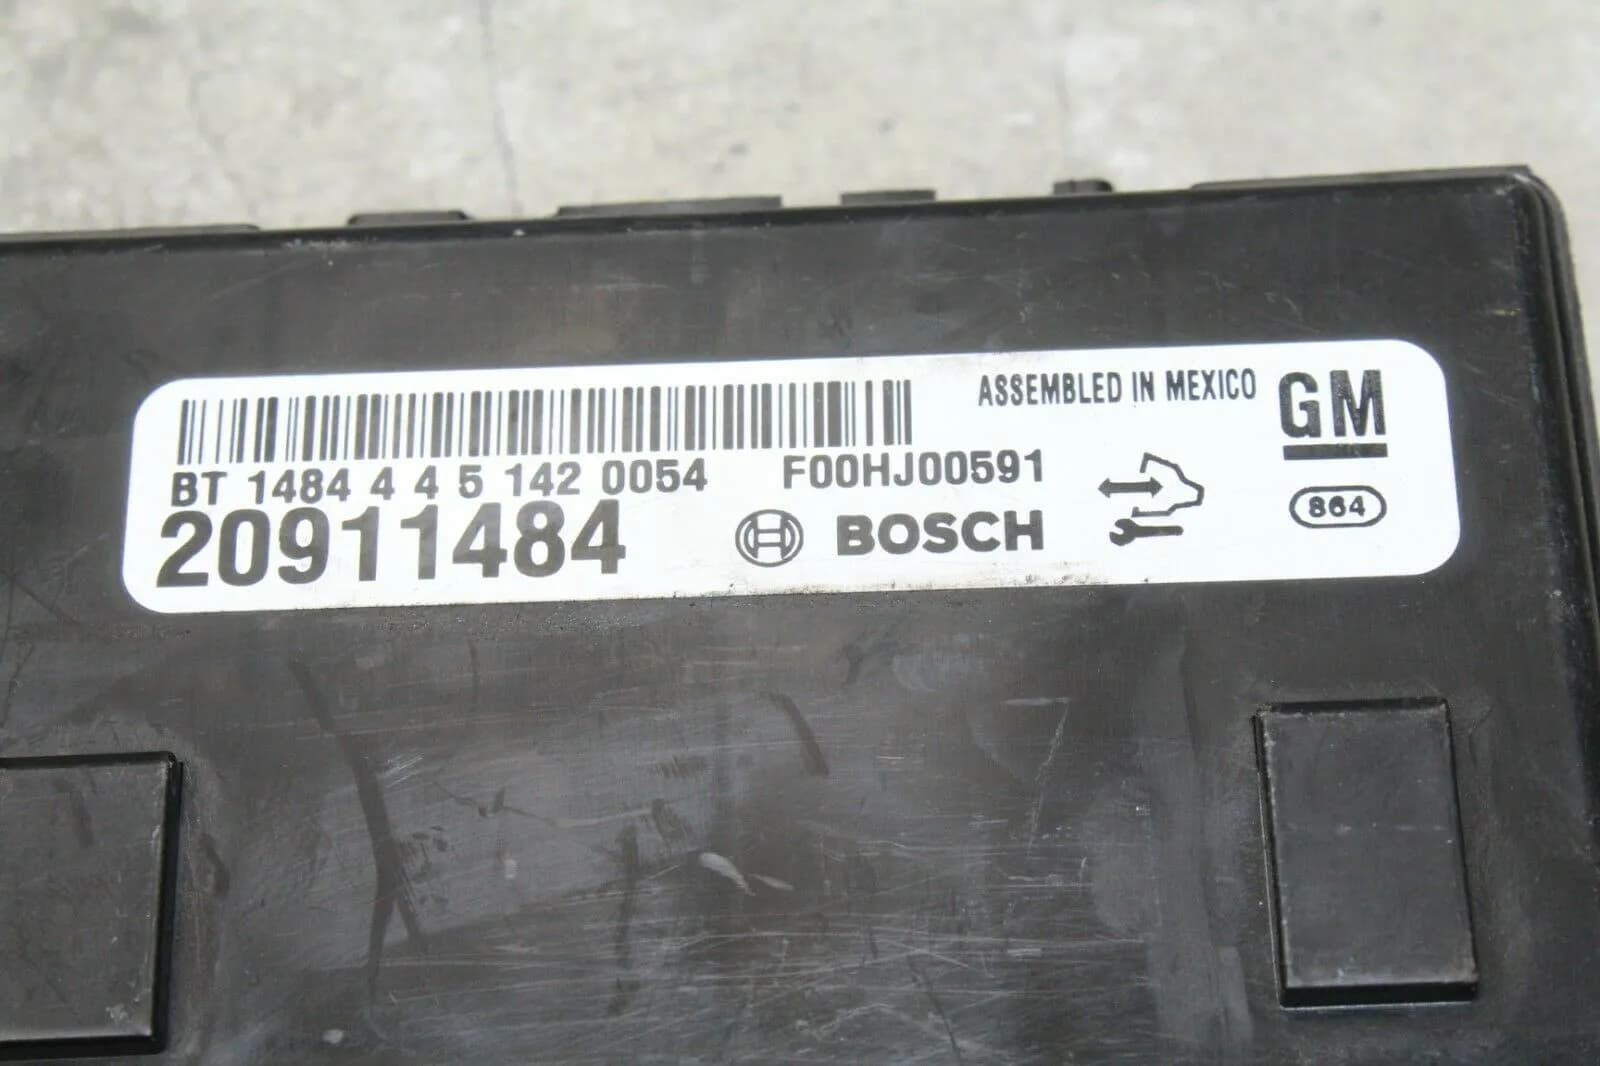 ASSEMBLED IN MEXICO
GM
BT 1484 4 4 5 142 0054 F00HJ00591
20911484 BOSCH
864